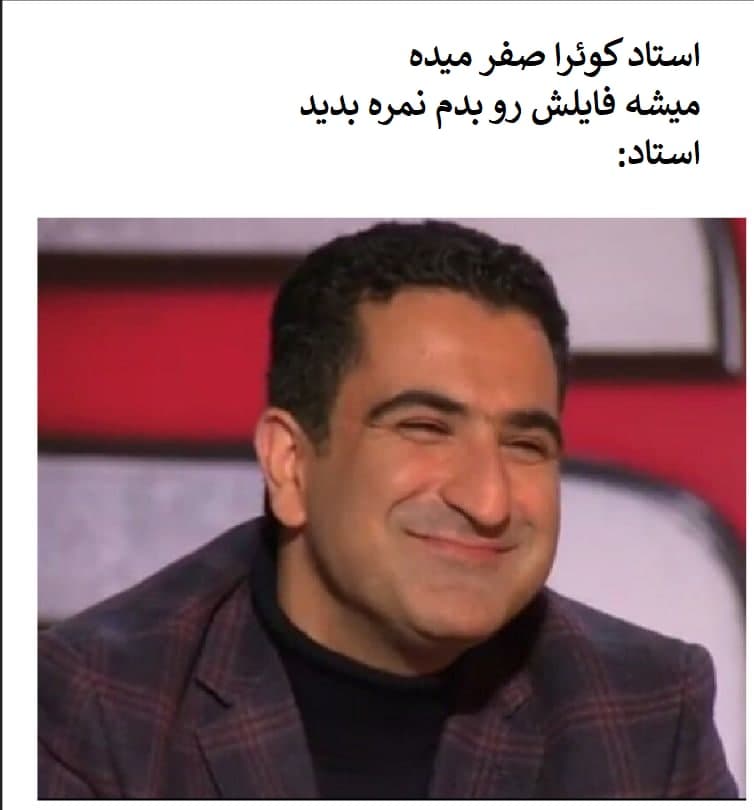 استاد کوئرا صفر میده
میشه فایلش رو بدم نمره بدید
استاد: